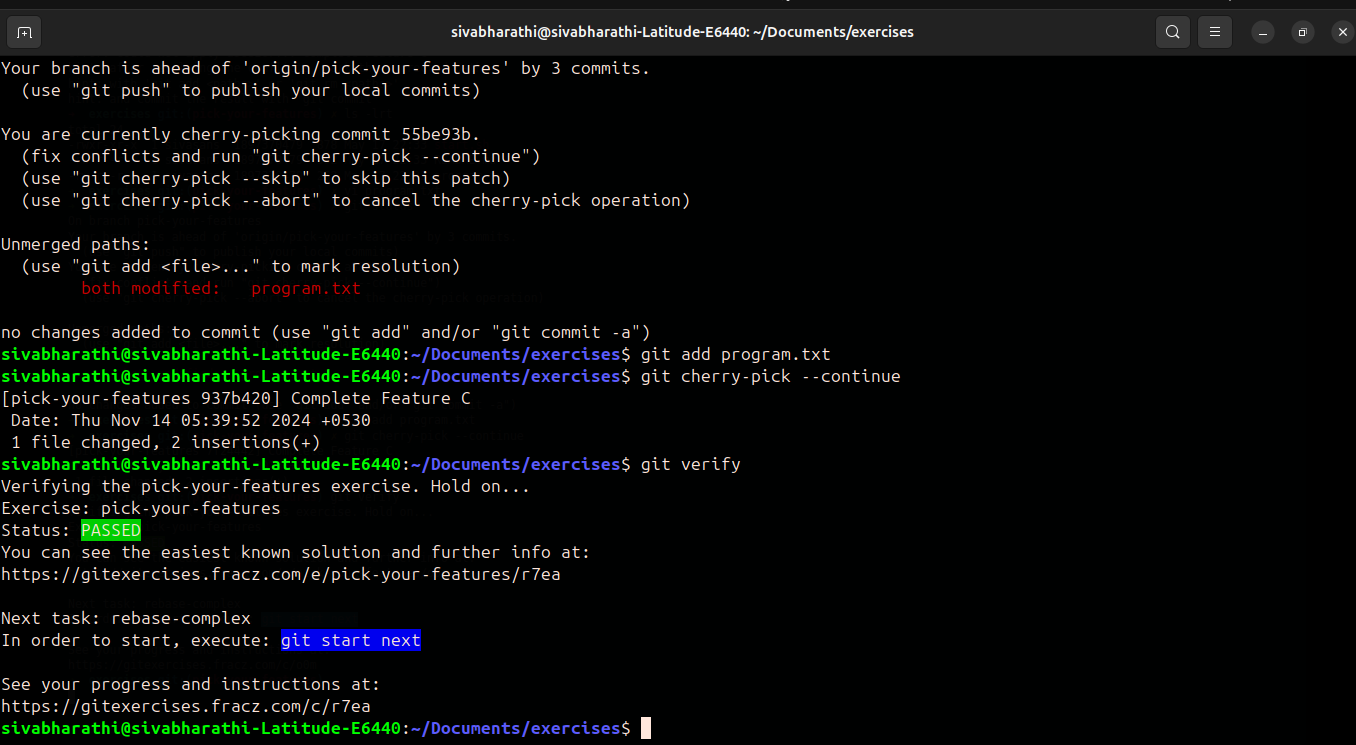 sivabharathi@sivabharathi-Latitude-E6440: ~/Documents/exercises
Your branch is ahead of 'origin/pick-your-features' by 3 commits.
  (use "git push" to publish your local commits)

You are currently cherry-picking commit 55be93b.
  (fix conflicts and run "git cherry-pick --continue")
  (use "git cherry-pick --skip" to skip this patch)
  (use "git cherry-pick --abort" to cancel the cherry-pick operation)

Unmerged paths:
  (use "git add <file>..." to mark resolution)
        both modified:   program.txt

no changes added to commit (use "git add" and/or "git commit -a")
sivabharathi@sivabharathi-Latitude-E6440:~/Documents/exercises$ git add program.txt
sivabharathi@sivabharathi-Latitude-E6440:~/Documents/exercises$ git cherry-pick --continue
[pick-your-features 937b420] Complete Feature C
 Date: Thu Nov 14 05:39:52 2024 +0530
 1 file changed, 2 insertions(+)
sivabharathi@sivabharathi-Latitude-E6440:~/Documents/exercises$ git verify
Verifying the pick-your-features exercise. Hold on...
Exercise: pick-your-features
Status: PASSED
You can see the easiest known solution and further info at:
https://gitexercises.fracz.com/e/pick-your-features/r7ea

Next task: rebase-complex
In order to start, execute: git start next

See your progress and instructions at:
https://gitexercises.fracz.com/c/r7ea
sivabharathi@sivabharathi-Latitude-E6440:~/Documents/exercises$